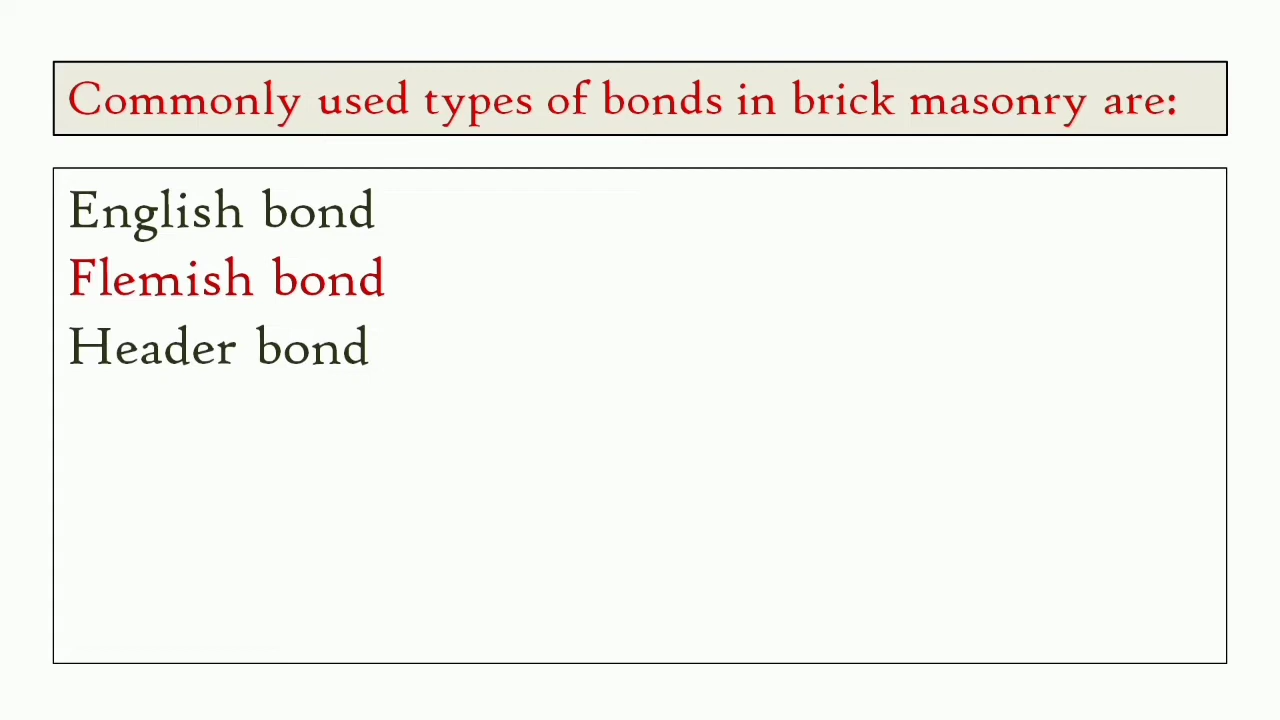 Commonly used types of bonds in brick masonry are:
English bond
Flemish bond
Header bond